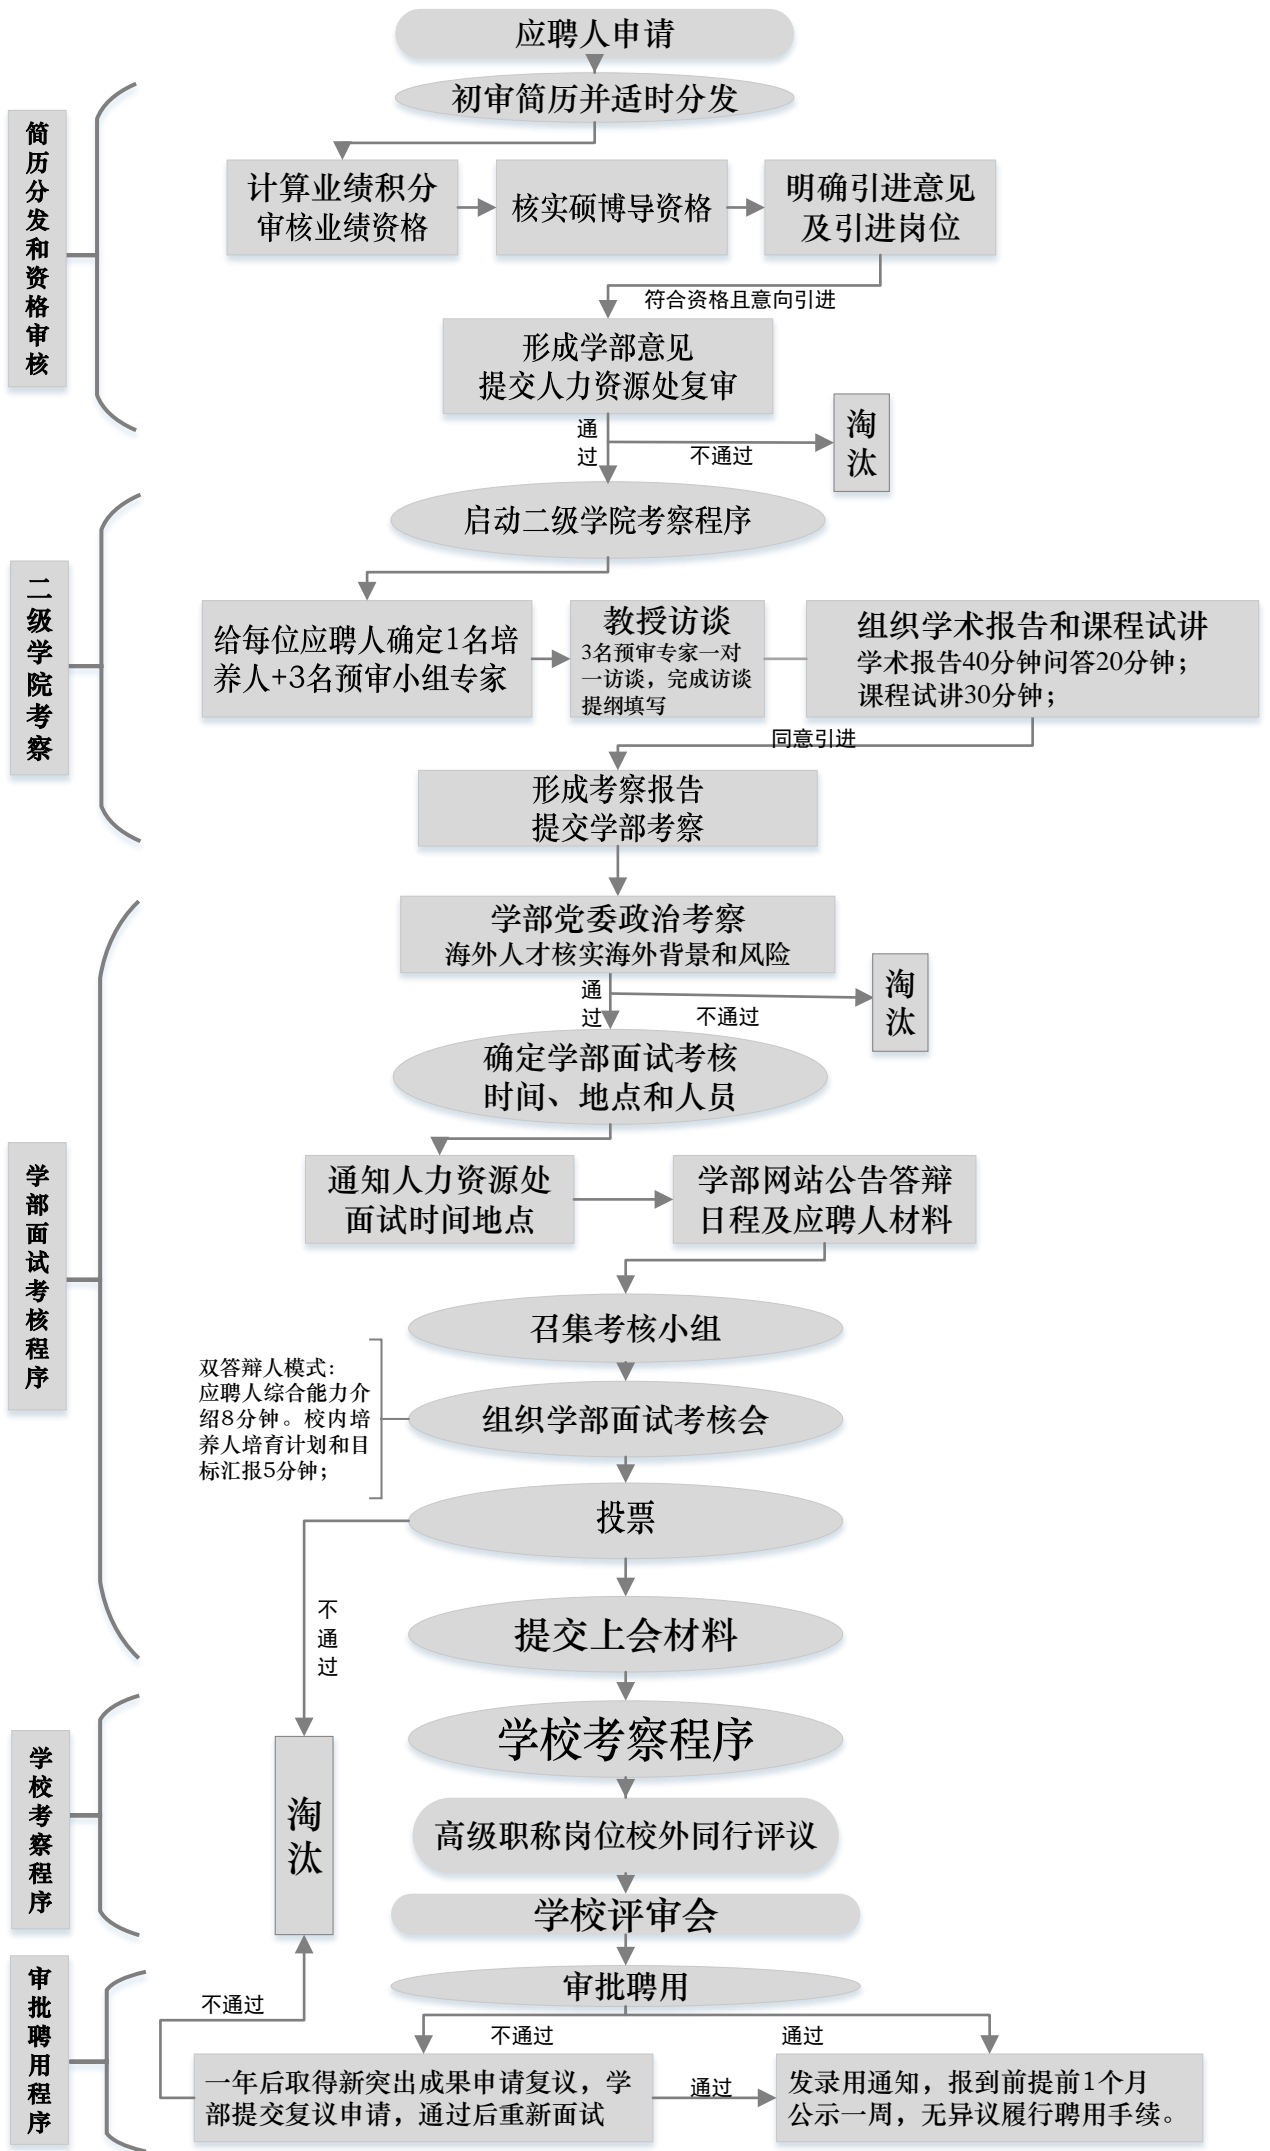 应聘人申请
初审简历并适时分发
简历分发和资格审核
计算业绩积分
审核业绩资格
核实硕博导资格
明确引进意见
及引进岗位
符合资格且意向引进
形成学部意见
提交人力资源处复审
通过
不通过
淘汰
启动二级学院考察程序
二级学院考察
给每位应聘人确定1名培
养人+3名预审小组专家
教授访谈
3名预审专家一对
一访谈，完成访谈
提纲填写
组织学术报告和课程试讲
学术报告40分钟问答20分钟；
课程试讲30分钟；
同意引进
形成考察报告
提交学部考察
学部党委政治考察
海外人才核实海外背景和风险
通过
不通过
淘汰
确定学部面试考核
时间、地点和人员
学部面试考核程序
通知人力资源处
面试时间地点
学部网站公告答辩
日程及应聘人材料
召集考核小组
双答辩人模式：
应聘人综合能力介
绍8分钟。校内培
养人培育计划和目
标汇报5分钟；
组织学部面试考核会
投票
不通过
提交上会材料
学校考察程序
学校考察程序
淘汰
高级职称岗位校外同行评议
学校评审会
审批聘用程序
审批聘用
不通过
不通过
通过
一年后取得新突出成果申请复议，学
部提交复议申请，通过后重新面试
通过
发录用通知，报到前提前1个月
公示一周，无异议履行聘用手续。